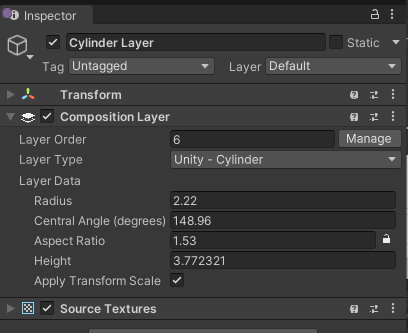 Inspector
Cylinder Layer Static
Tag Untagged Layer Default
Transform
Composition Layer
Layer Order 6 Manage
Layer Type Unity - Cylinder
Layer Data
Radius 2.22
Central Angle (degrees) 148.96
Aspect Ratio 1.53
Height 3.772321
Apply Transform Scale
Source Textures